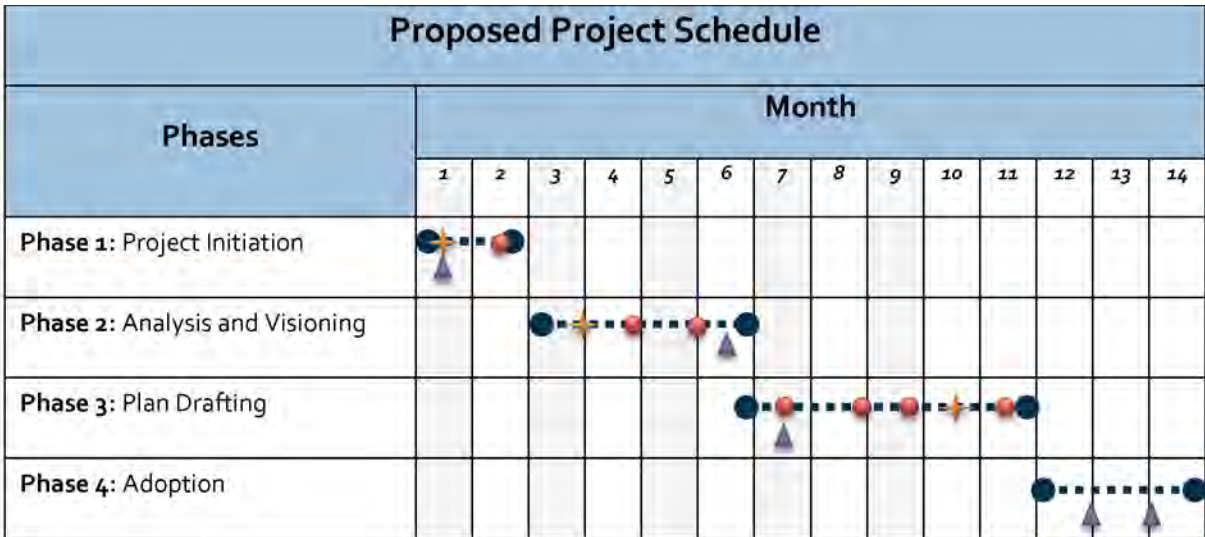 Proposed Project Schedule
Phases
Month
1 2 3 4 5 6 7 8 9 10 11 12 13 14
Phase 1: Project Initiation
Phase 2: Analysis and Visioning
Phase 3: Plan Drafting
Phase 4: Adoption